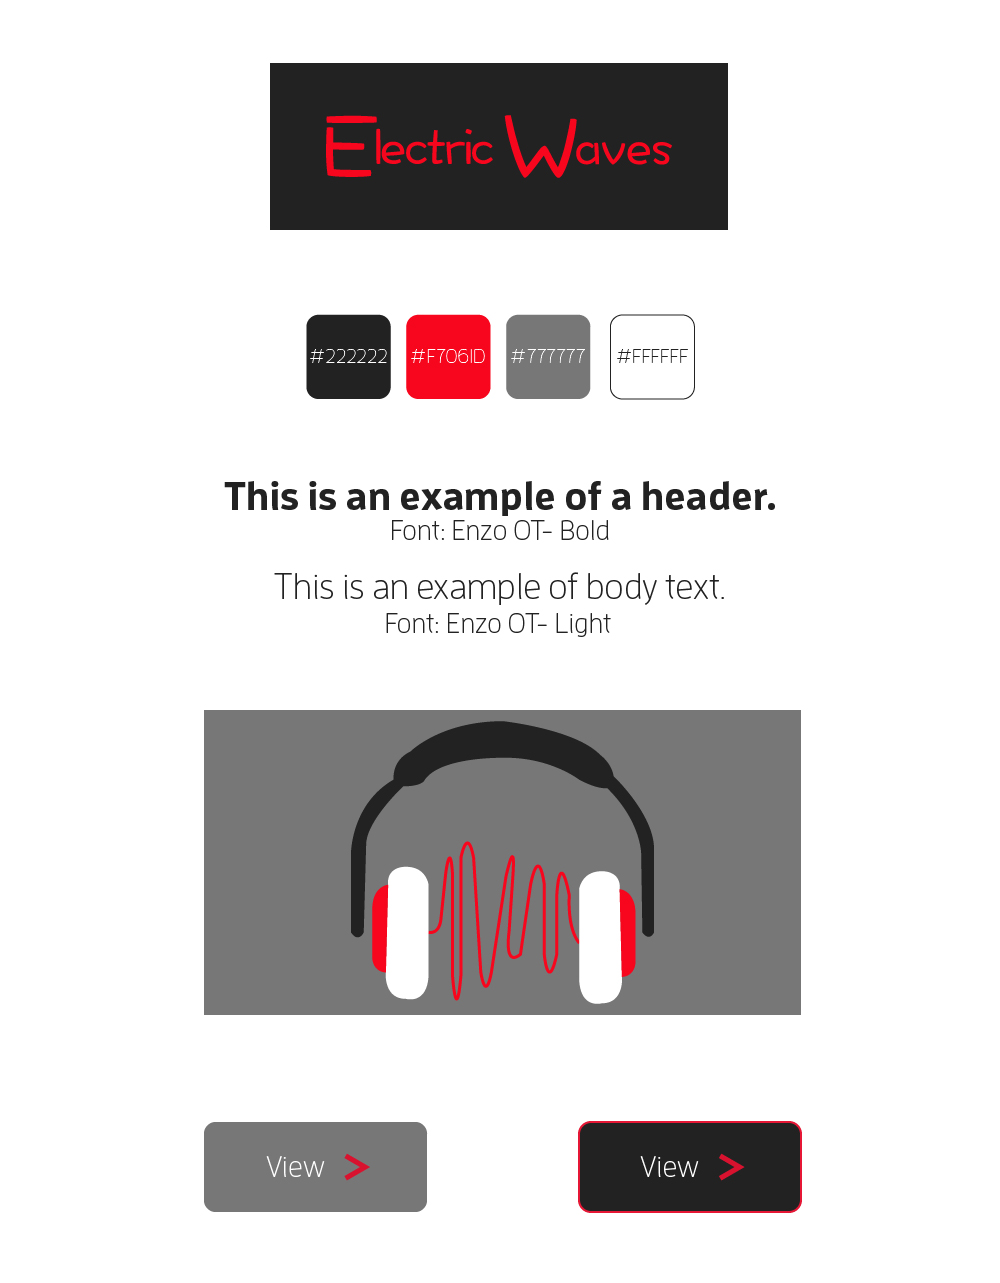 Electric Waves
#222222 #F7061D #777777 #FFFFFF
This is an example of a header.
Font: Enzo OT- Bold
This is an example of body text.
Font: Enzo OT- Light
View > View >